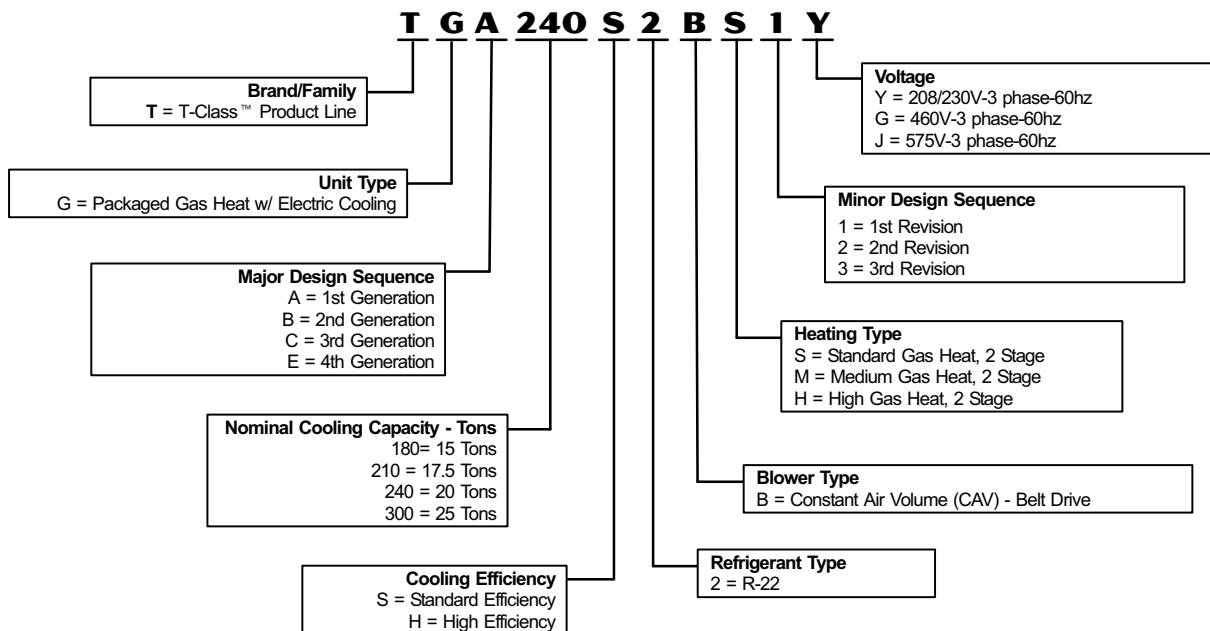 T G A 240 S 2 B S 1 Y
Brand/Family
T = T-Class™ Product Line
Unit Type
G = Packaged Gas Heat w/ Electric Cooling
Major Design Sequence
A = 1st Generation
B = 2nd Generation
C = 3rd Generation
E = 4th Generation
Nominal Cooling Capacity - Tons
180= 15 Tons
210 = 17.5 Tons
240 = 20 Tons
300 = 25 Tons
Cooling Efficiency
S = Standard Efficiency
H = High Efficiency
Voltage
Y = 208/230V-3 phase-60hz
G = 460V-3 phase-60hz
J = 575V-3 phase-60hz
Minor Design Sequence
1 = 1st Revision
2 = 2nd Revision
3 = 3rd Revision
Heating Type
S = Standard Gas Heat, 2 Stage
M = Medium Gas Heat, 2 Stage
H = High Gas Heat, 2 Stage
Blower Type
B = Constant Air Volume (CAV) - Belt Drive
Refrigerant Type
2 = R-22